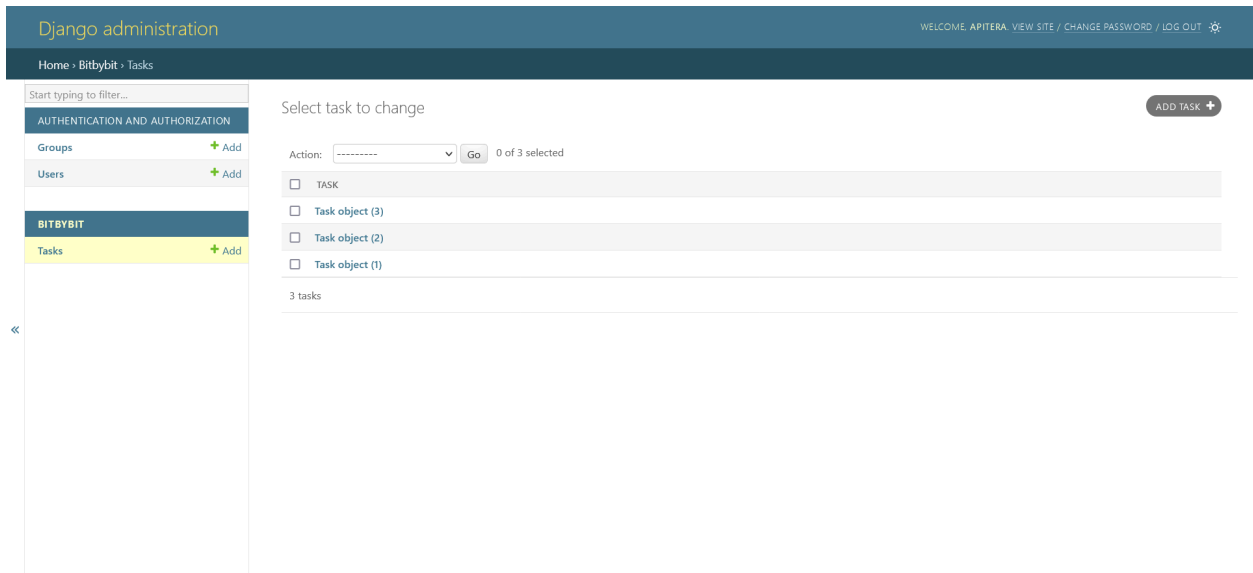 Django administration
WELCOME, APITERA. VIEW SITE / CHANGE PASSWORD / LOG OUT
Home › Bitbybit › Tasks
Start typing to filter...
AUTHENTICATION AND AUTHORIZATION
Groups + Add
Users + Add
BITBYBIT
Tasks + Add
«
Select task to change
ADD TASK +
Action: --------- Go 0 of 3 selected
TASK
Task object (3)
Task object (2)
Task object (1)
3 tasks